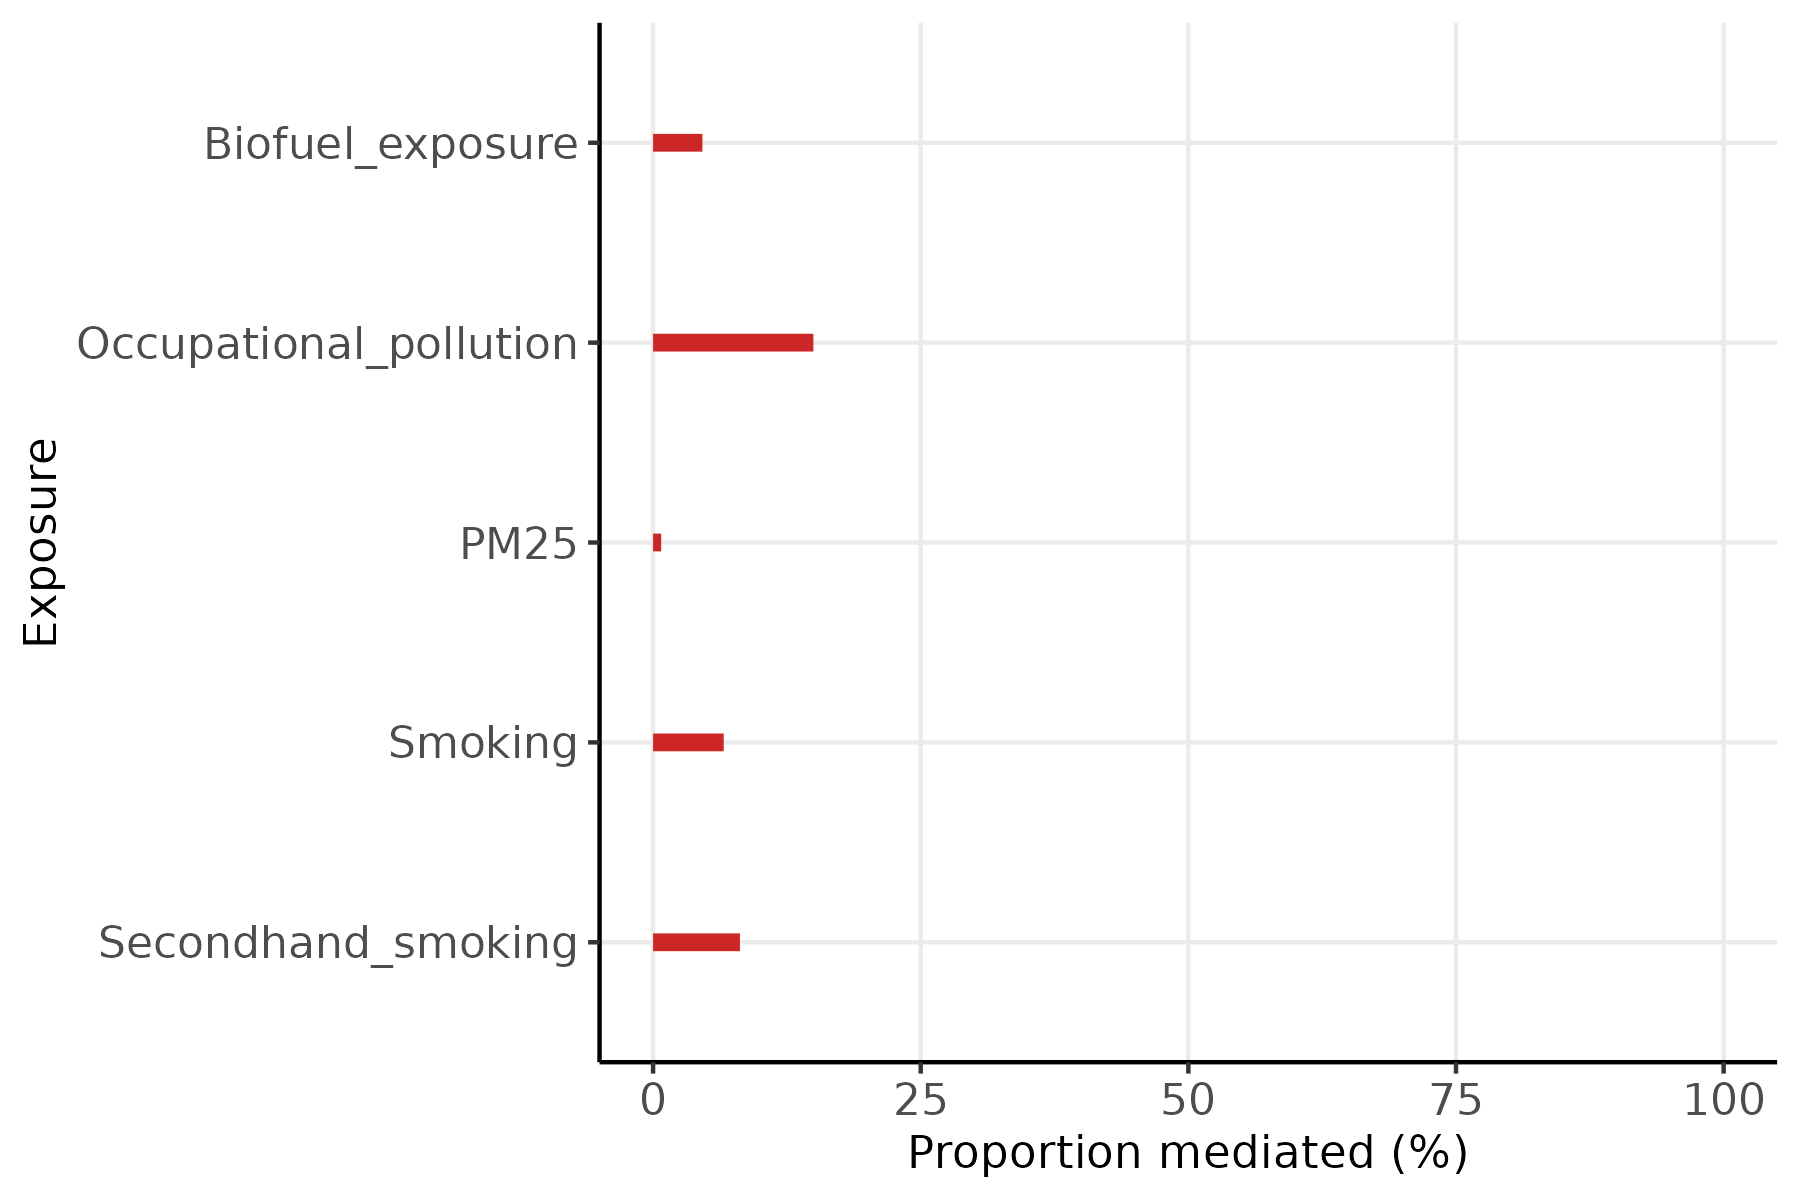 Exposure
Biofuel_exposure
Occupational_pollution
PM25
Smoking
Secondhand_smoking
0 25 50 75 100
Proportion mediated (%)